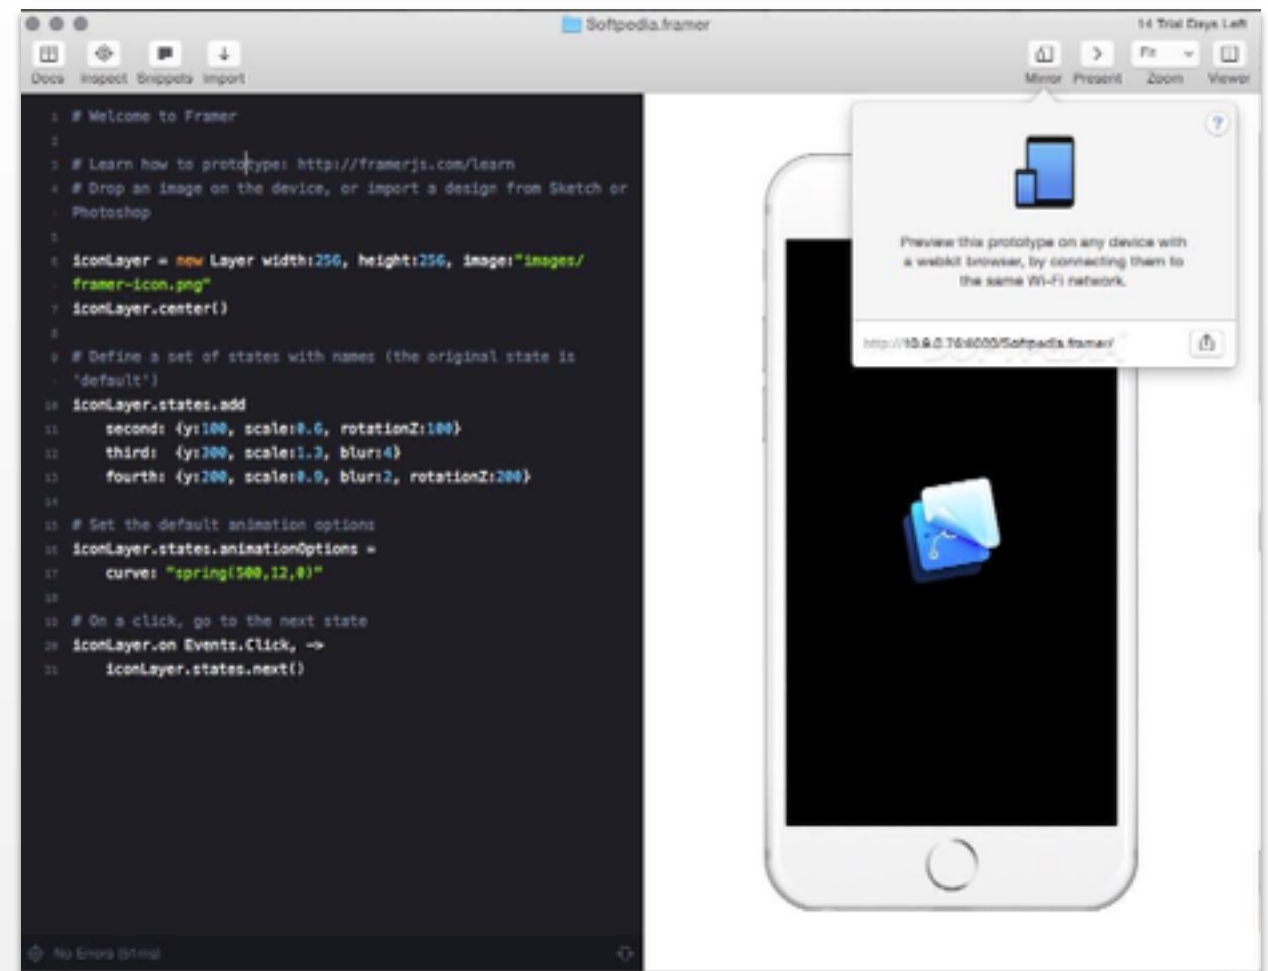 Softpedia.framer
14 Trial Days Left
Docs Inspect Snippets Import
Mirror Present Fit Zoom Viewer
1 # Welcome to Framer
2
3 # Learn how to prototype: http://framerjs.com/learn
4 # Drop an image on the device, or import a design from Sketch or
Photoshop
5
6 iconLayer = new Layer width:256, height:256, image:"images/
framer-icon.png"
7 iconLayer.center()
8
9 # Define a set of states with names (the original state is
'default')
10 iconLayer.states.add
11 second: {y:100, scale:0.6, rotationZ:100}
12 third: {y:300, scale:1.3, blur:4}
13 fourth: {y:200, scale:0.9, blur:2, rotationZ:200}
14
15 # Set the default animation options
16 iconLayer.states.animationOptions =
17 curve: "spring(500,12,0)"
18
19 # On a click, go to the next state
20 iconLayer.on Events.Click, ->
21 iconLayer.states.next()
No Errors (51ms)
?
Preview this prototype on any device with
a webkit browser, by connecting them to
the same Wi-Fi network.
SOFTPEDIA